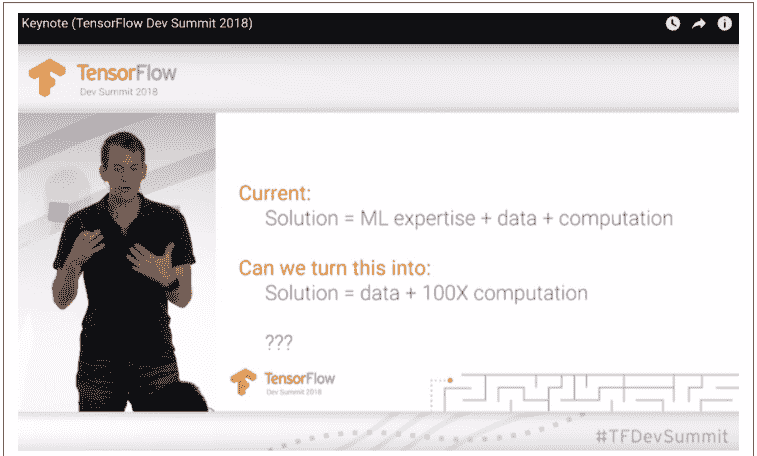 Keynote (TensorFlow Dev Summit 2018)
TensorFlow
Dev Summit 2018
Current:
Solution = ML expertise + data + computation
Can we turn this into:
Solution = data + 100X computation
???
TensorFlow
Dev Summit 2018
#TFDevSummit